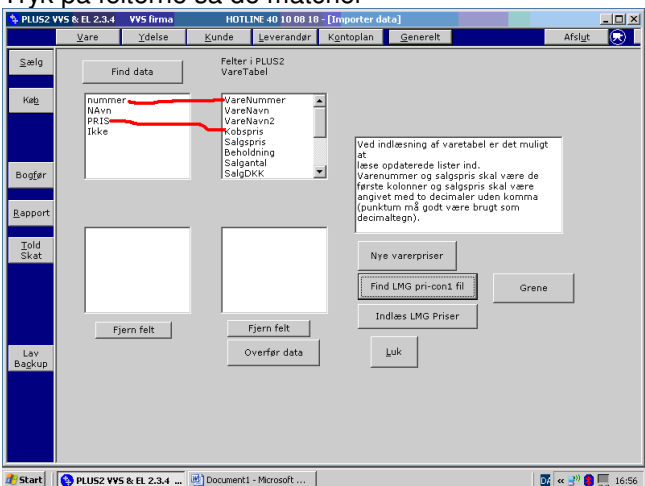 Tryk på felterne så de matcher
PLUS2 VVS & EL 2.3.4 VVS firma HOTLINE 40 10 08 18 - [Importer data]
Vare Ydelse Kunde Leverandør Kontoplan Generelt Afslut
Sælg
Køb
Bogfør
Rapport
Told
Skat
Lav
Backup
Find data
Felter i PLUS2
VareTabel
nummer
NAvn
PRIS
Ikke
VareNummer
VareNavn
VareNavn2
Kobspris
Salgspris
Beholdning
Salgantal
SalgDKK
Ved indlæsning af varetabel er det muligt
at
læse opdaterede lister ind.
Varenummer og salgspris skal være de
første kolonner og salgspris skal være
angivet med to decimaler uden komma
(punktum må godt være brugt som
decimaltegn).
Nye varerpriser
Find LMG pri-con1 fil
Grene
Indlæs LMG Priser
Fjern felt
Fjern felt
Overfør data
Luk
Start PLUS2 VVS & EL 2.3.4 ... Document1 - Microsoft ... 16:56